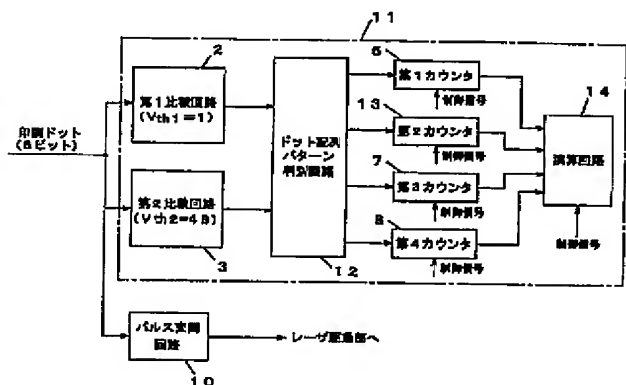 11
2
第1比較回路
(Vth1=1)
印刷ドット
(8ビット)
第2比較回路
(Vth2=48)
3
ドット配列
パターン
判別回路
12
6
第1カウンタ
制御信号
13
第2カウンタ
制御信号
7
第3カウンタ
制御信号
8
第4カウンタ
制御信号
14
演算回路
制御信号
パルス変調
回路
10
レーザ駆動部へ